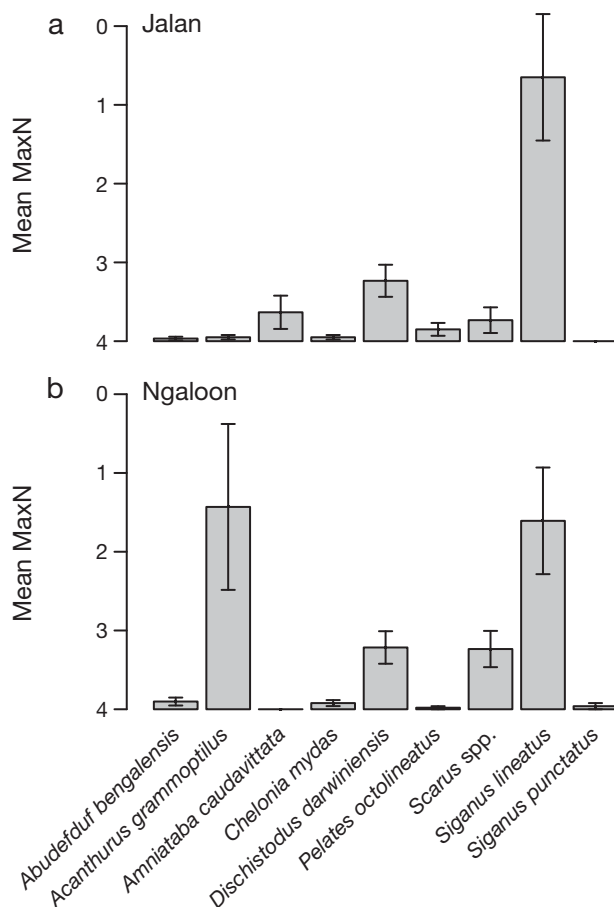 a Jalan
0
1
2
3
4
Mean MaxN
b Ngaloon
0
1
2
3
4
Mean MaxN
Abudefduf bengalensis
Acanthurus grammoptilus
Amniataba caudavittata
Chelonia mydas
Dischistodus darwiniensis
Pelates octolineatus
Scarus spp.
Siganus lineatus
Siganus punctatus